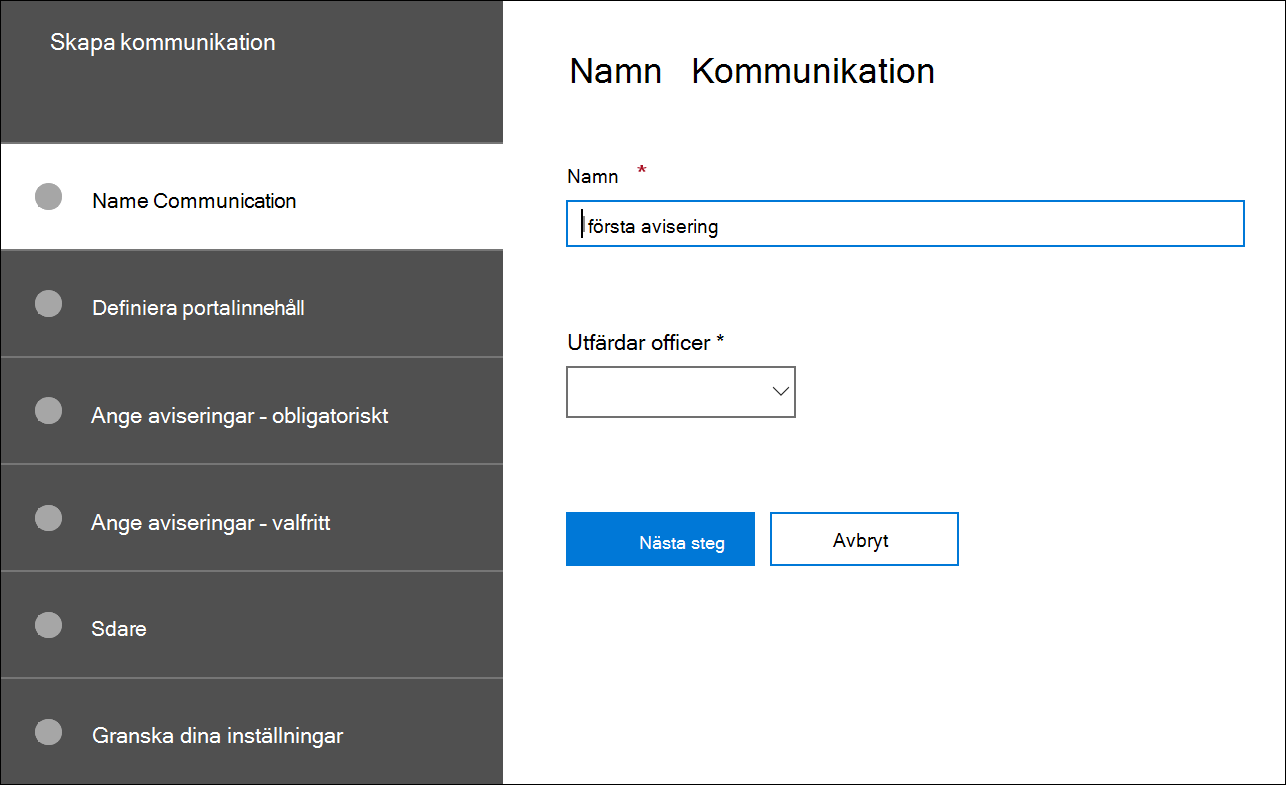 Skapa kommunikation
Name Communication
Definiera portalinnehåll
Ange aviseringar – obligatoriskt
Ange aviseringar – valfritt
Sdare
Granska dina inställningar
Namn Kommunikation
Namn *
första avisering
Utfärdar officer *
Nästa steg
Avbryt